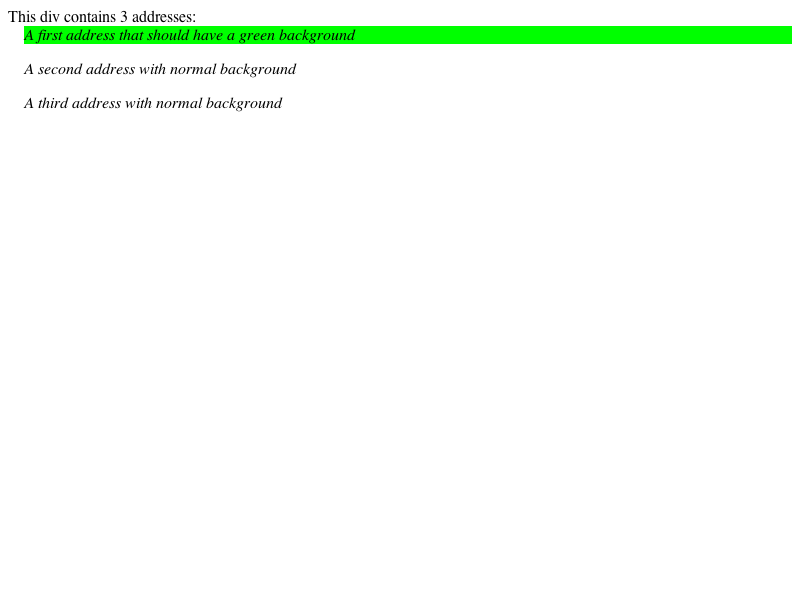 This div contains 3 addresses:
A first address that should have a green background
A second address with normal background
A third address with normal background